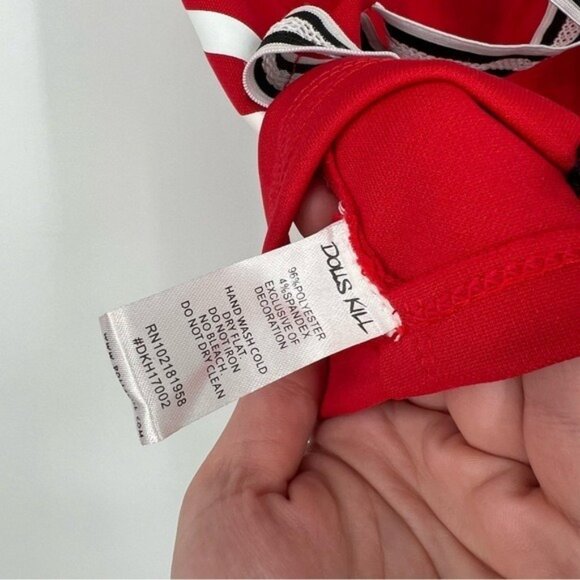 DOLLS KILL
96%POLYESTER
4%SPANDEX
EXCLUSIVE OF
DECORATION
HAND WASH COLD
DRY FLAT.
DO NOT IRON
NO BLEACH.
DO NOT DRY CLEAN
RN102181958
#DKH17002